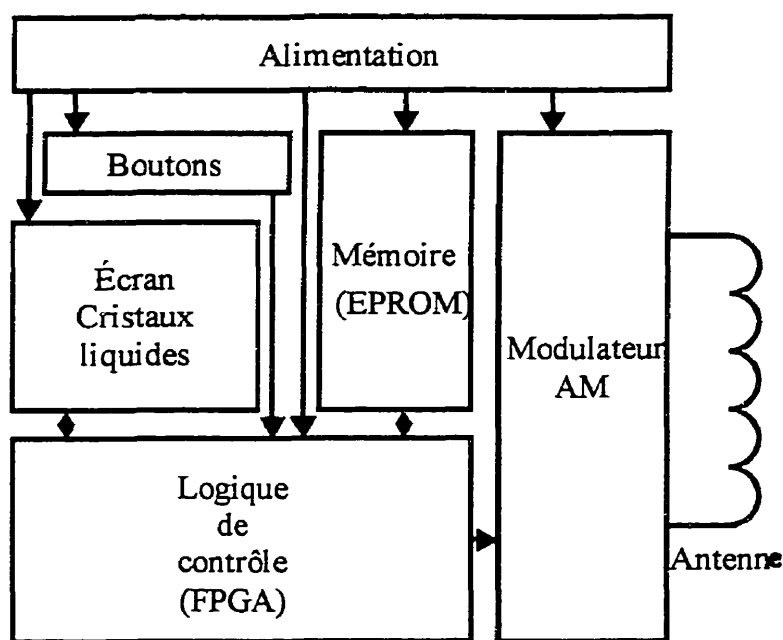 Alimentation
Boutons
Écran
Cristaux
liquides
Mémoire
(EPROM)
Modulateur
AM
Logique
de
contrôle
(FPGA)
Antenne